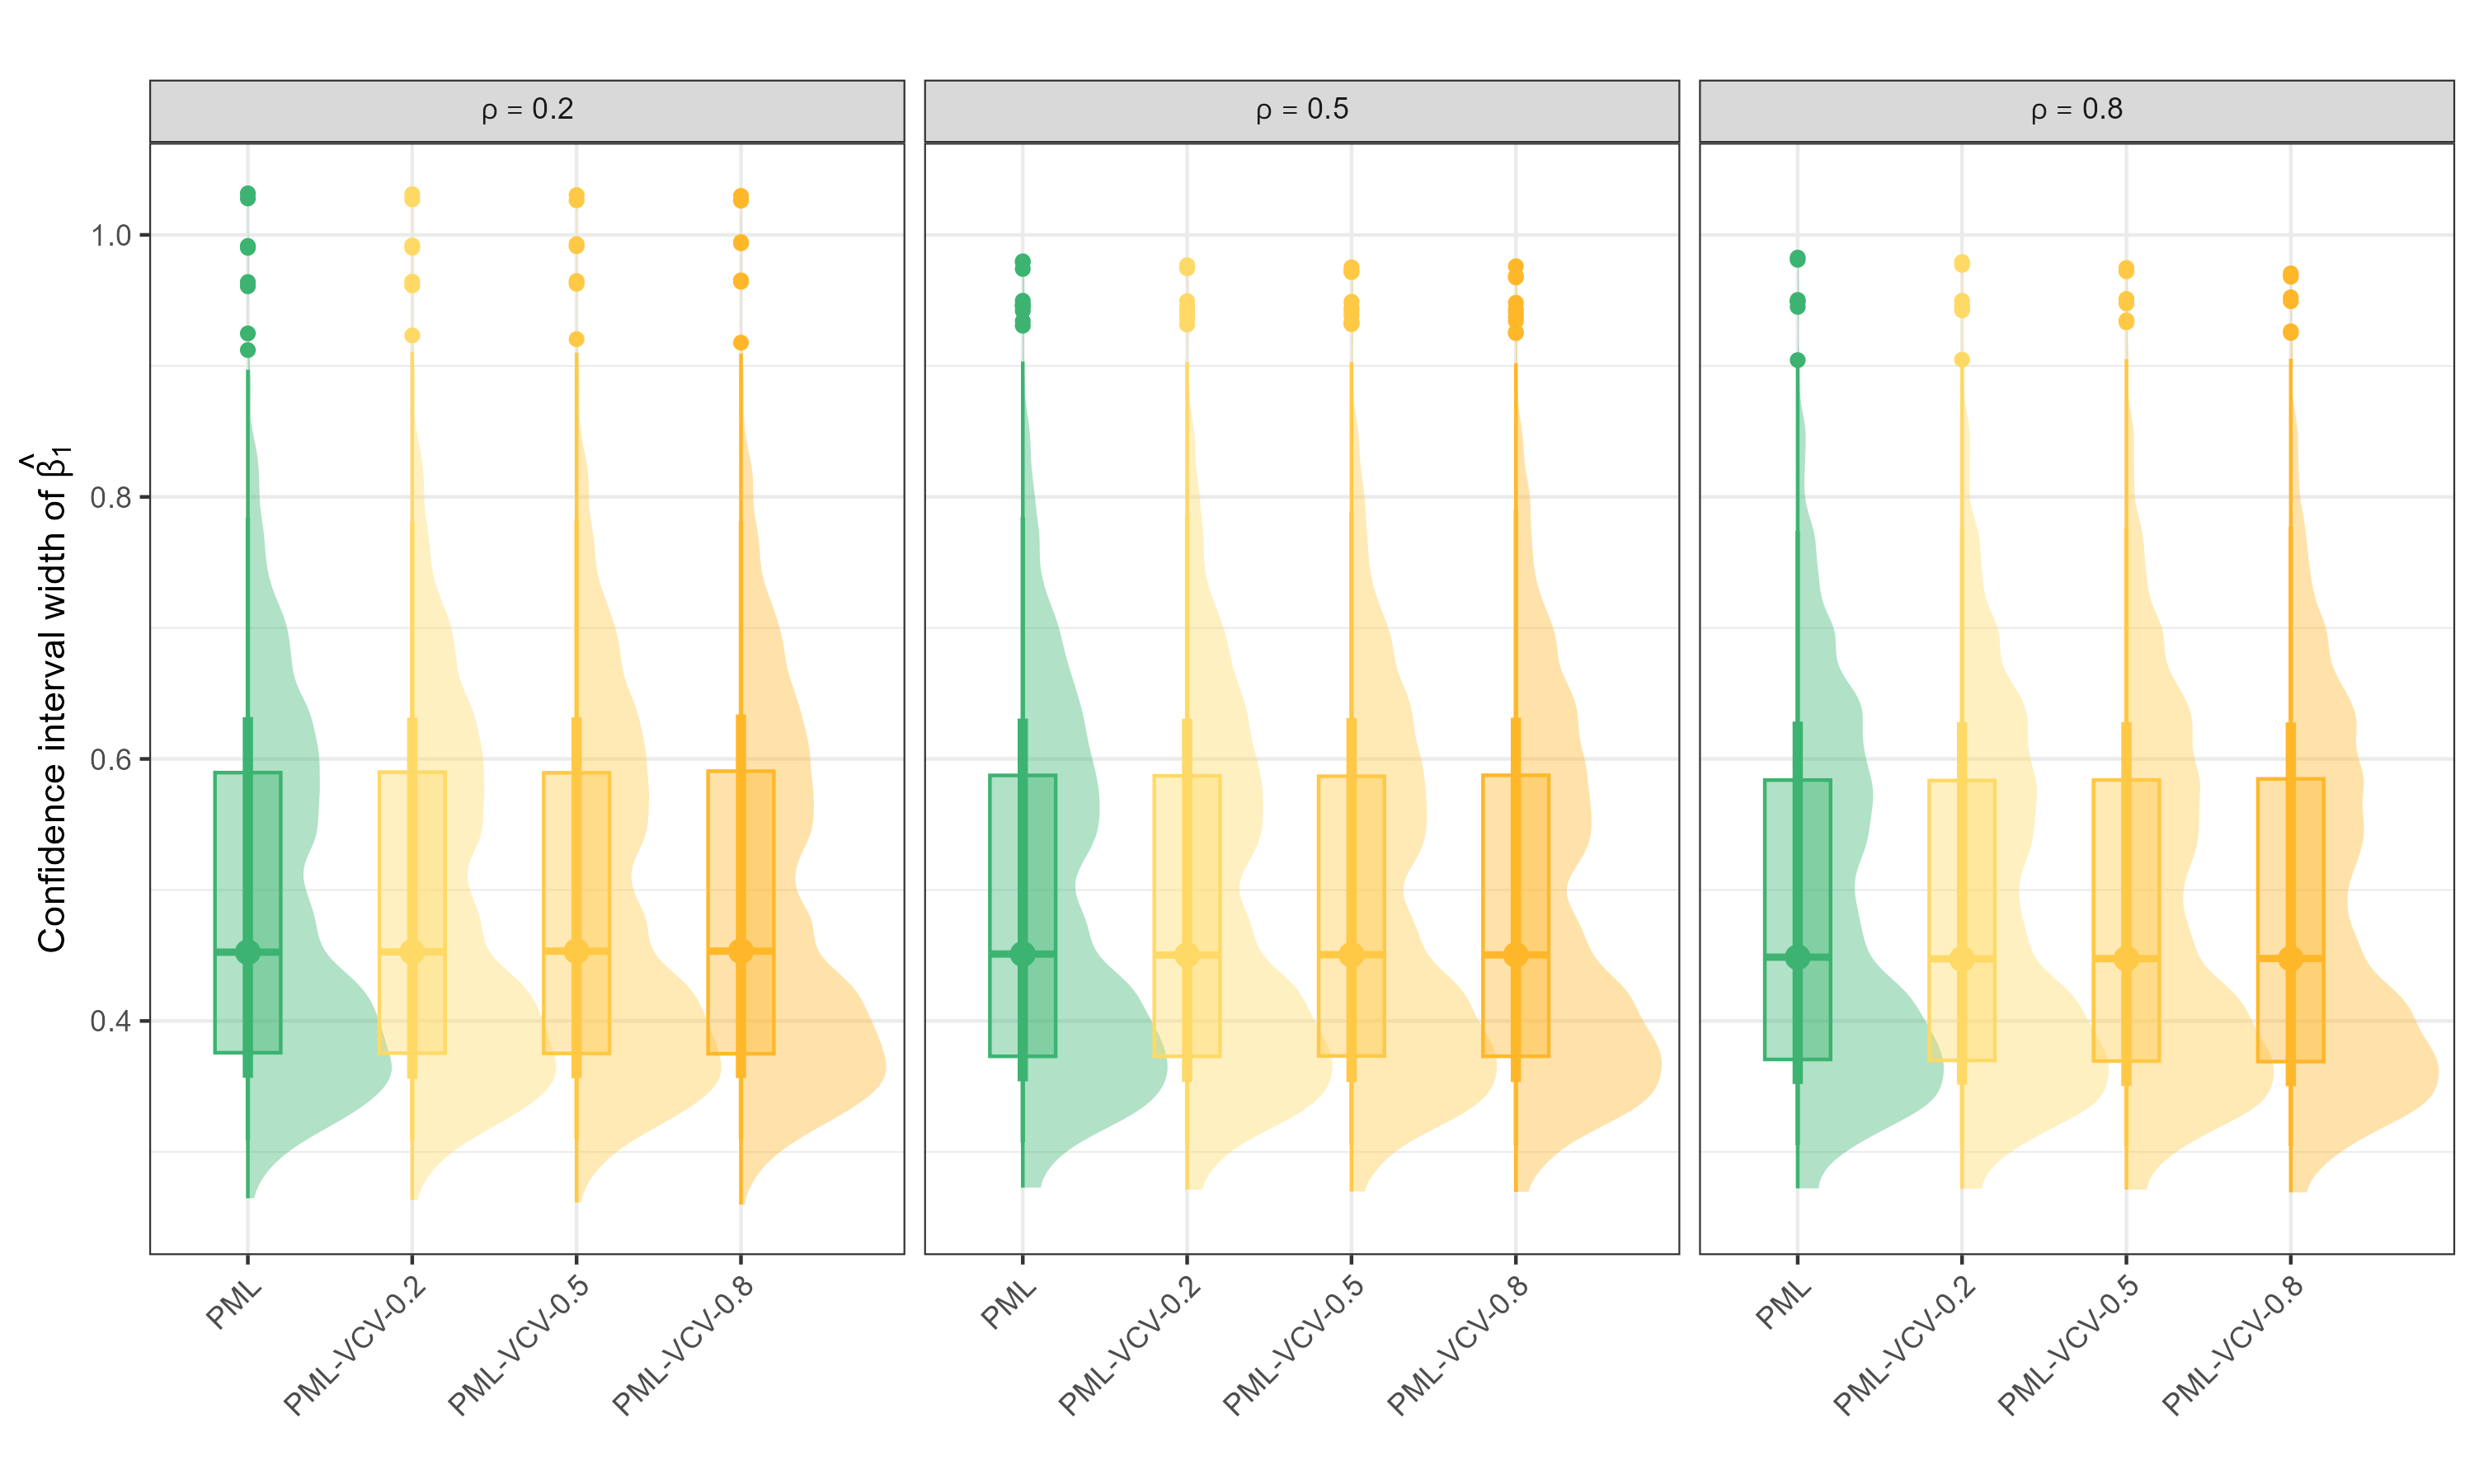 ρ = 0.2
ρ = 0.5
ρ = 0.8
Confidence interval width of β̂₁
1.0
0.8
0.6
0.4
PML
PML-VCV-0.2
PML-VCV-0.5
PML-VCV-0.8
PML
PML-VCV-0.2
PML-VCV-0.5
PML-VCV-0.8
PML
PML-VCV-0.2
PML-VCV-0.5
PML-VCV-0.8